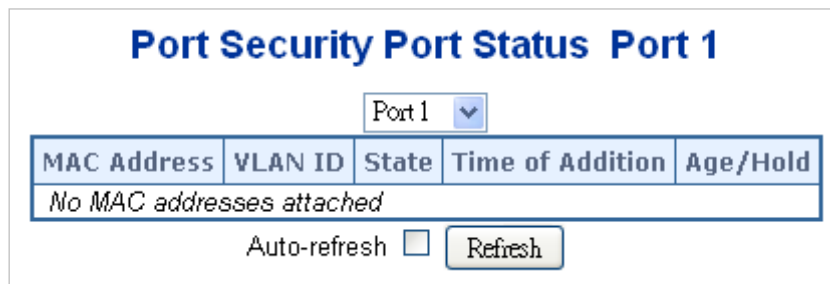 Port Security Port Status  Port 1
Port 1
MAC Address VLAN ID State Time of Addition Age/Hold
No MAC addresses attached
Auto-refresh Refresh